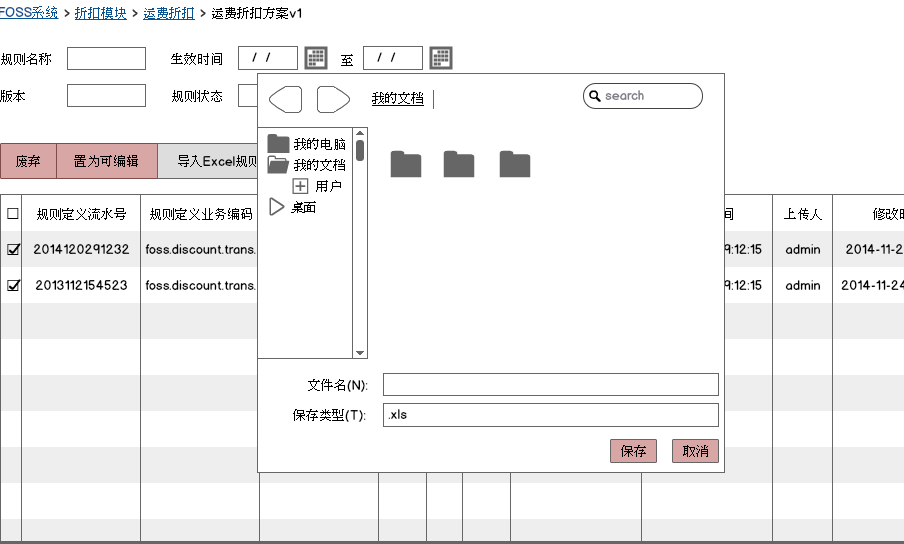 FOSS系统 > 折扣模块 > 运费折扣 > 运费折扣方案v1
规则名称 生效时间 / / 至 / /
版本 规则状态
我的文档 search
废弃 置为可编辑 导入Excel规则
我的电脑
我的文档
用户
桌面
规则定义流水号 规则定义业务编码 间 上传人 修改时
2014120291232 foss.discount.trans. 9:12:15 admin 2014-11-2
2013112154523 foss.discount.trans. 9:12:15 admin 2014-11-24
文件名(N):
保存类型(T): .xls
保存 取消